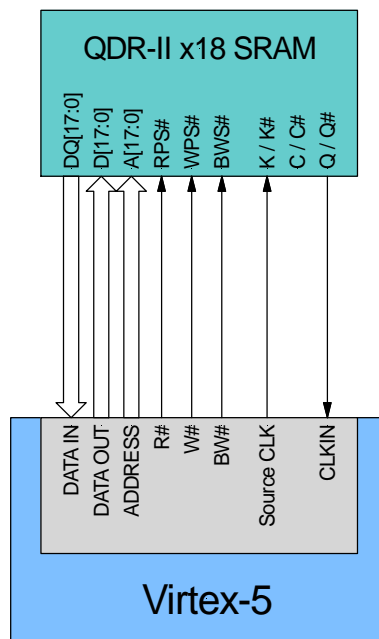 QDR-II x18 SRAM
DQ[17:0]
D[17:0]
A[17:0]
RPS#
WPS#
BWS#
K / K#
C / C#
Q / Q#
DATA IN
DATA OUT
ADDRESS
R#
W#
BW#
Source CLK
CLKIN
Virtex-5